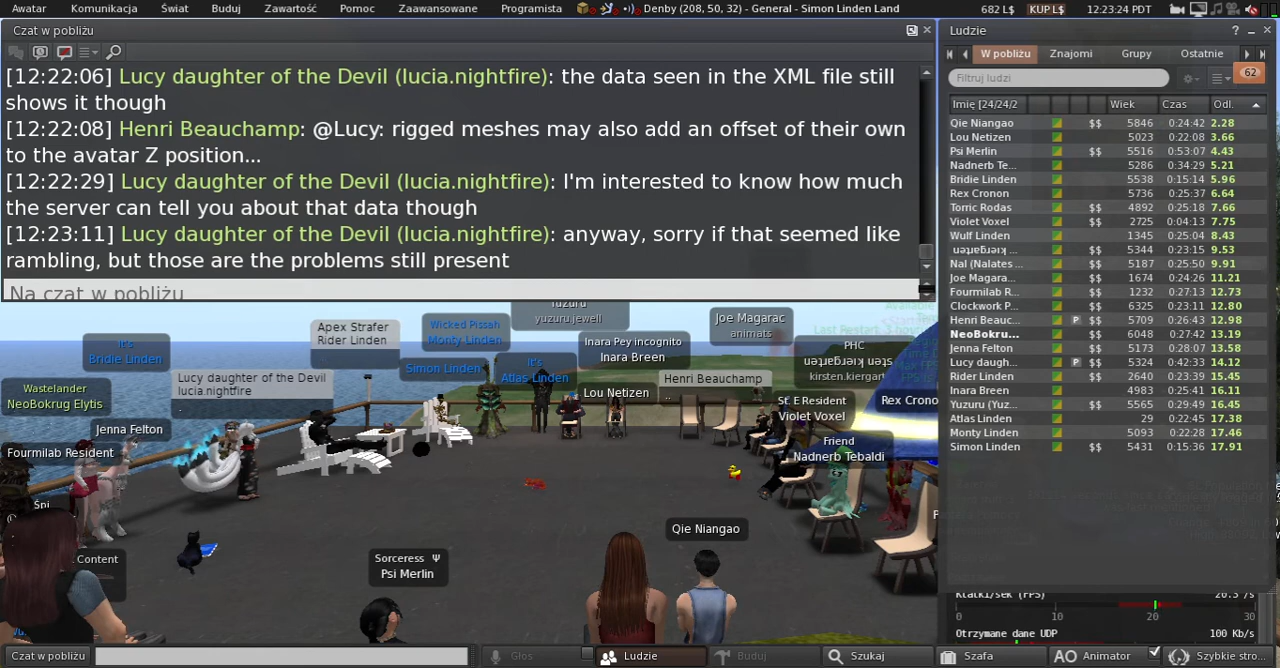 Awatar Komunikacja Świat Buduj Zawartość Pomoc Zaawansowane Programista Denby (208, 50, 32) - General - Simon Linden Land 682 L$ KUP L$ 12:23:24 PDT
Czat w pobliżu
[12:22:06] Lucy daughter of the Devil (lucia.nightfire): the data seen in the XML file still
shows it though
[12:22:08] Henri Beauchamp: @Lucy: rigged meshes may also add an offset of their own
to the avatar Z position...
[12:22:29] Lucy daughter of the Devil (lucia.nightfire): I'm interested to know how much
the server can tell you about that data though
[12:23:11] Lucy daughter of the Devil (lucia.nightfire): anyway, sorry if that seemed like
rambling, but those are the problems still present
Na czat w pobliżu
Yuzuru
yuzuru jewell
Joe Magarac
animats
Apex Strafer
Rider Linden
Wicked Pissah
Monty Linden
It's
Bridie Linden
Inara Pey incognito
Inara Breen
PHC
kirsten.kiergart
Simon Linden
It's
Atlas Linden
Lucy daughter of the Devil
lucia.nightfire
.
Henri Beauchamp
..
Wastelander
NeoBokrug Elytis
Lou Netizen
St. E Resident
Violet Voxel
Rex Crono
Jenna Felton
Friend
Nadnerb Tebaldi
Fourmilab Resident
Śpi
Qie Niangao
Content
Sorceress Ψ
Psi Merlin
Ludzie
W pobliżu Znajomi Grupy Ostatnie
Filtruj ludzi
62
Imię [24/24/2 Wiek Czas Odl.
Qie Niangao $$ 5846 0:24:42 2.28
Lou Netizen 5023 0:22:08 3.66
Psi Merlin $$ 5516 0:53:07 4.43
Nadnerb Te... 5286 0:34:29 5.21
Bridie Linden 5538 0:15:14 5.96
Rex Cronon 5736 0:25:37 6.64
Torric Rodas $$ 4892 0:25:18 7.66
Violet Voxel $$ 2725 0:04:13 7.75
Wulf Linden 1345 0:25:04 8.43
$$ 5344 0:23:15 9.53
Nal (Nalates ... $$ 5187 0:25:50 9.91
Joe Magara... $$ 1674 0:24:26 11.21
Fourmilab R... $$ 1232 0:27:13 12.73
Clockwork P... $$ 6325 0:23:11 12.80
Henri Beauc... P $$ 5709 0:26:43 12.98
NeoBokru... $$ 6048 0:27:42 13.19
Jenna Felton $$ 5173 0:28:07 13.58
Lucy daugh... P $$ 5324 0:42:33 14.12
Rider Linden $$ 2640 0:23:39 15.45
Inara Breen 4983 0:25:41 16.11
Yuzuru (Yuz... $$ 5565 0:29:49 16.45
Atlas Linden 29 0:22:45 17.38
Monty Linden 5093 0:22:28 17.46
Simon Linden $$ 5431 0:15:36 17.91
Klatki/sek (FPS) 20.3 /s
0 10 20 30
Otrzymane dane UDP 100 Kb/s
Czat w pobliżu Głos Ludzie Buduj Szukaj Szafa AO Animator Szybkie stro...